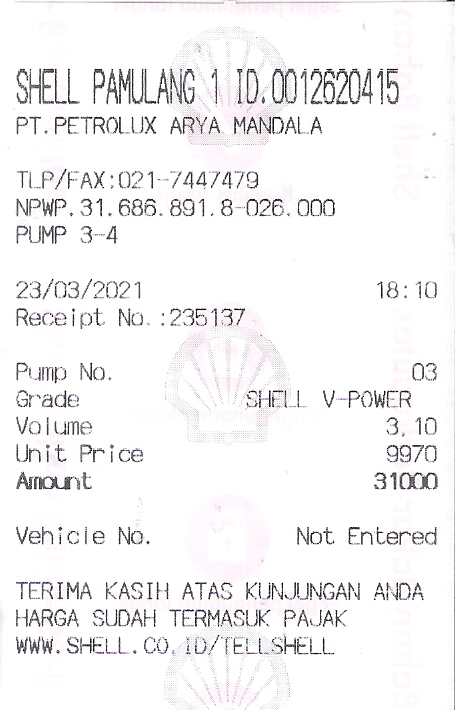 SHELL PAMULANG 1 ID.0012620415
PT.PETROLUX ARYA MANDALA
TLP/FAX:021-7447479
NPWP.31.686.891.8-026.000
PUMP 3-4
23/03/2021 18:10
Receipt No.:235137
Pump No. 03
Grade SHELL V-POWER
Volume 3,10
Unit Price 9970
Amount 31000
Vehicle No. Not Entered
TERIMA KASIH ATAS KUNJUNGAN ANDA
HARGA SUDAH TERMASUK PAJAK
WWW.SHELL.CO.ID/TELLSHELL